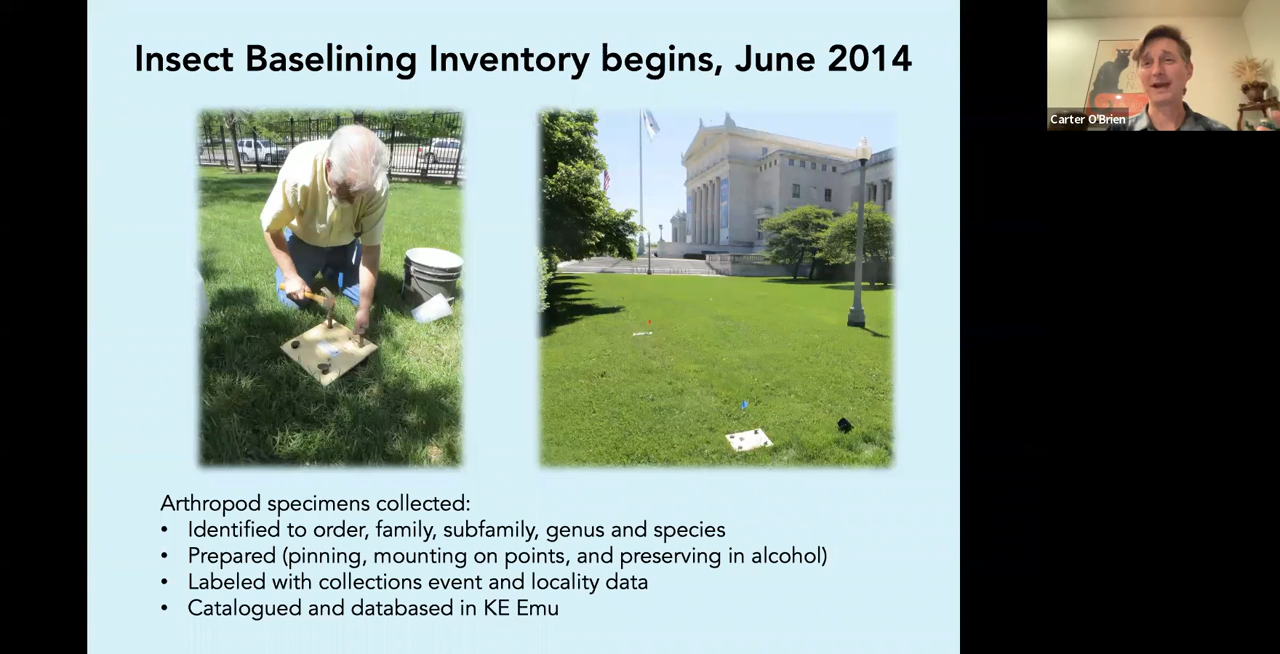 Insect Baselining Inventory begins, June 2014
Carter O'Brien
Arthropod specimens collected:
• Identified to order, family, subfamily, genus and species
• Prepared (pinning, mounting on points, and preserving in alcohol)
• Labeled with collections event and locality data
• Catalogued and databased in KE Emu